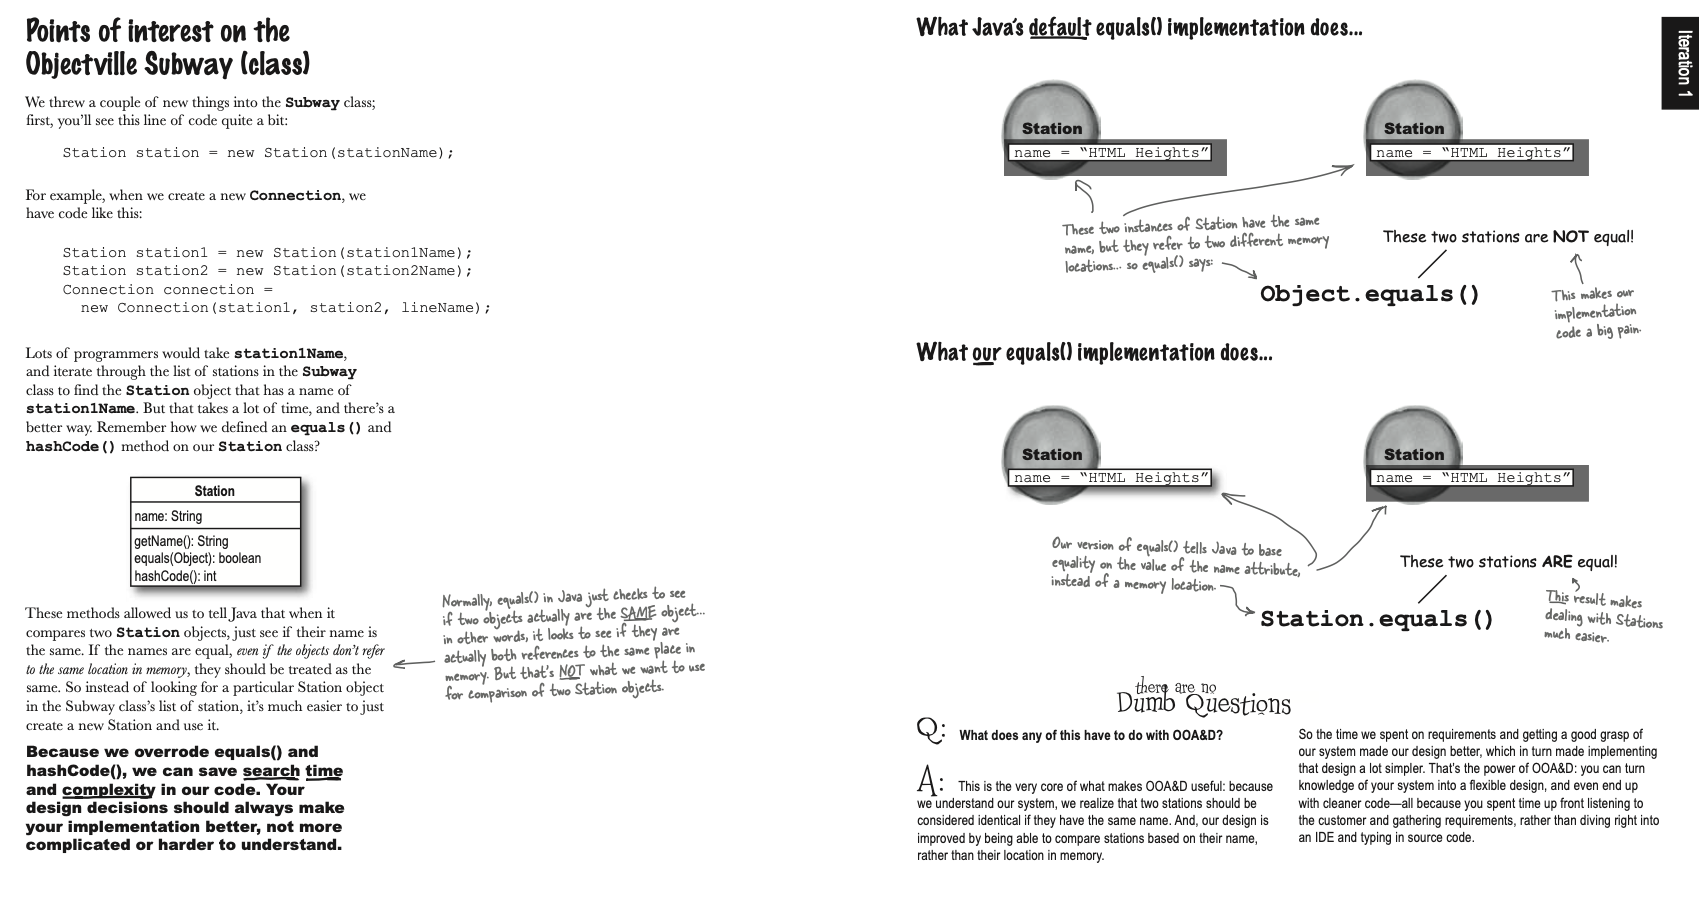 Points of interest on the
Objectville Subway (class)
We threw a couple of new things into the Subway class;
first, you'll see this line of code quite a bit:
Station station = new Station(stationName);
For example, when we create a new Connection, we
have code like this:
Station station1 = new Station(station1Name);
Station station2 = new Station(station2Name);
Connection connection =
new Connection(station1, station2, lineName);
Lots of programmers would take station1Name,
and iterate through the list of stations in the Subway
class to find the Station object that has a name of
station1Name. But that takes a lot of time, and there's a
better way. Remember how we defined an equals() and
hashCode() method on our Station class?
Station
name: String
getName(): String
equals(Object): boolean
hashCode(): int
These methods allowed us to tell Java that when it
compares two Station objects, just see if their name is
the same. If the names are equal, even if the objects don't refer
to the same location in memory, they should be treated as the
same. So instead of looking for a particular Station object
in the Subway class's list of station, it's much easier to just
create a new Station and use it.
Normally, equals() in Java just checks to see
if two objects actually are the SAME object...
in other words, it looks to see if they are
actually both references to the same place in
memory. But that's NOT what we want to use
for comparison of two Station objects.
Because we overrode equals() and
hashCode(), we can save search time
and complexity in our code. Your
design decisions should always make
your implementation better, not more
complicated or harder to understand.
What Java's default equals() implementation does...
Iteration 1
Station
name = “HTML Heights”
Station
name = “HTML Heights”
These two instances of Station have the same
name, but they refer to two different memory
locations... so equals() says:
These two stations are NOT equal!
Object.equals()
This makes our
implementation
code a big pain.
What our equals() implementation does...
Station
name = “HTML Heights”
Station
name = “HTML Heights”
Our version of equals() tells Java to base
equality on the value of the name attribute,
instead of a memory location.
These two stations ARE equal!
Station.equals()
This result makes
dealing with Stations
much easier.
there are no
Dumb Questions
Q: What does any of this have to do with OOA&D?
A: This is the very core of what makes OOA&D useful: because
we understand our system, we realize that two stations should be
considered identical if they have the same name. And, our design is
improved by being able to compare stations based on their name,
rather than their location in memory.
So the time we spent on requirements and getting a good grasp of
our system made our design better, which in turn made implementing
that design a lot simpler. That's the power of OOA&D: you can turn
knowledge of your system into a flexible design, and even end up
with cleaner code—all because you spent time up front listening to
the customer and gathering requirements, rather than diving right into
an IDE and typing in source code.